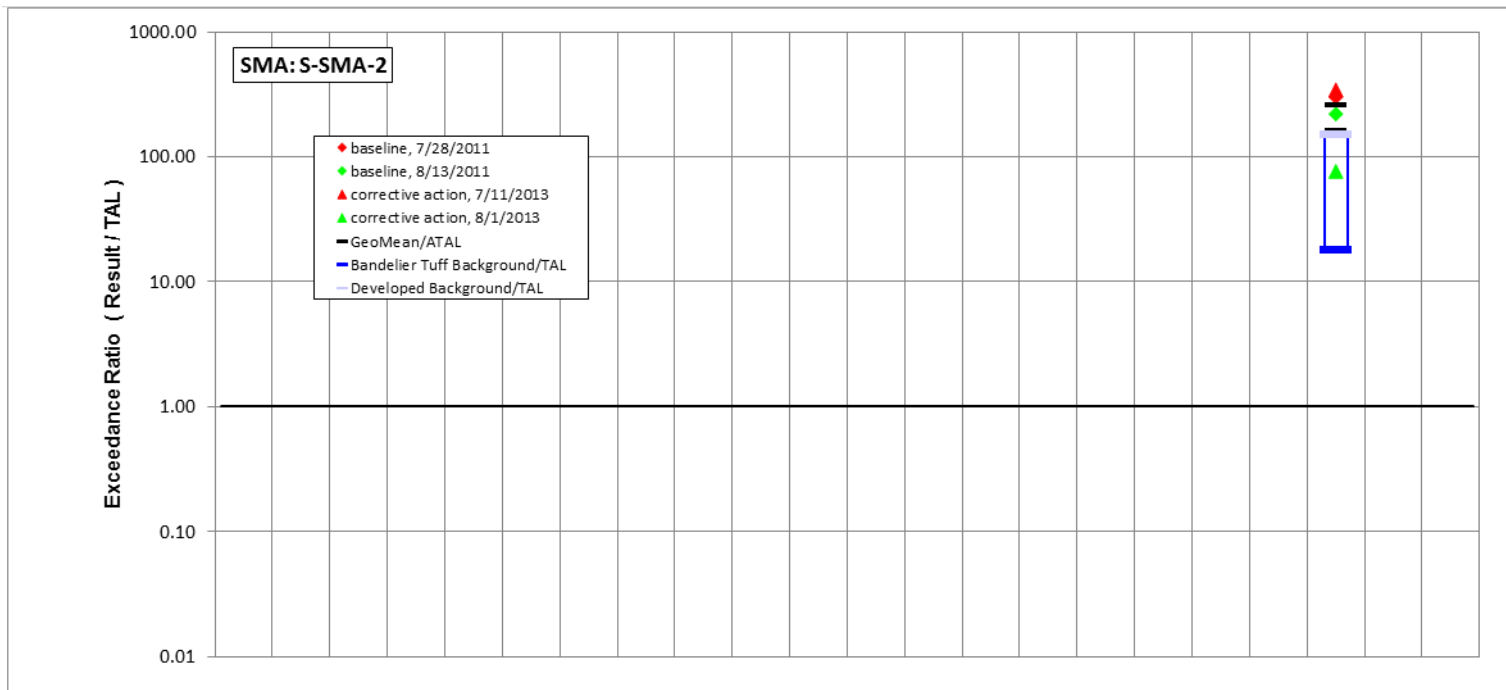 1000.00
SMA: S-SMA-2
baseline, 7/28/2011
baseline, 8/13/2011
corrective action, 7/11/2013
corrective action, 8/1/2013
GeoMean/ATAL
Bandelier Tuff Background/TAL
Developed Background/TAL
100.00
10.00
1.00
0.10
0.01
Exceedance Ratio ( Result / TAL )